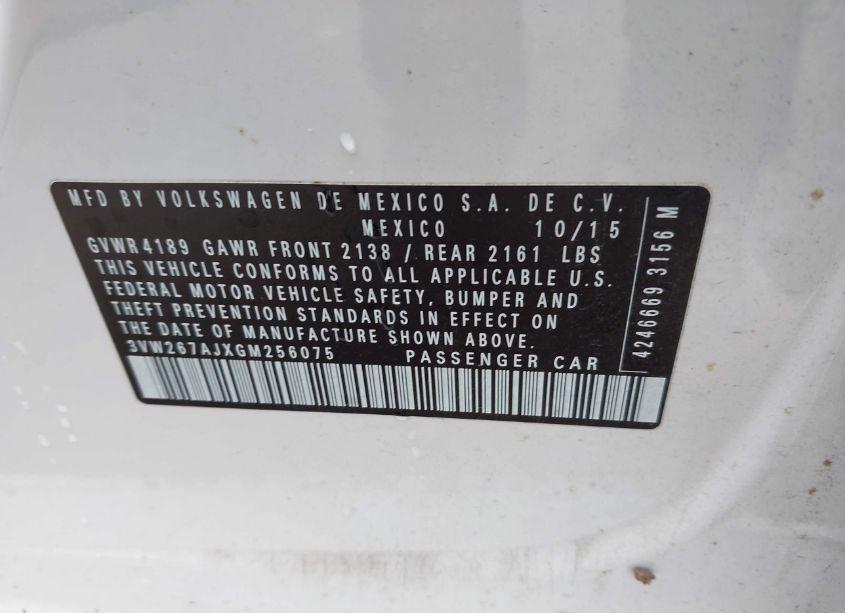 MFD BY VOLKSWAGEN DE MEXICO S.A. DE C.V.
MEXICO 10/15
GVWR 4189 GAWR FRONT 2138 / REAR 2161 LBS
THIS VEHICLE CONFORMS TO ALL APPLICABLE U.S.
FEDERAL MOTOR VEHICLE SAFETY, BUMPER AND
THEFT PREVENTION STANDARDS IN EFFECT ON
THE DATE OF MANUFACTURE SHOWN ABOVE.
3VW267AJXGM256075 PASSENGER CAR
4246669 3156 M